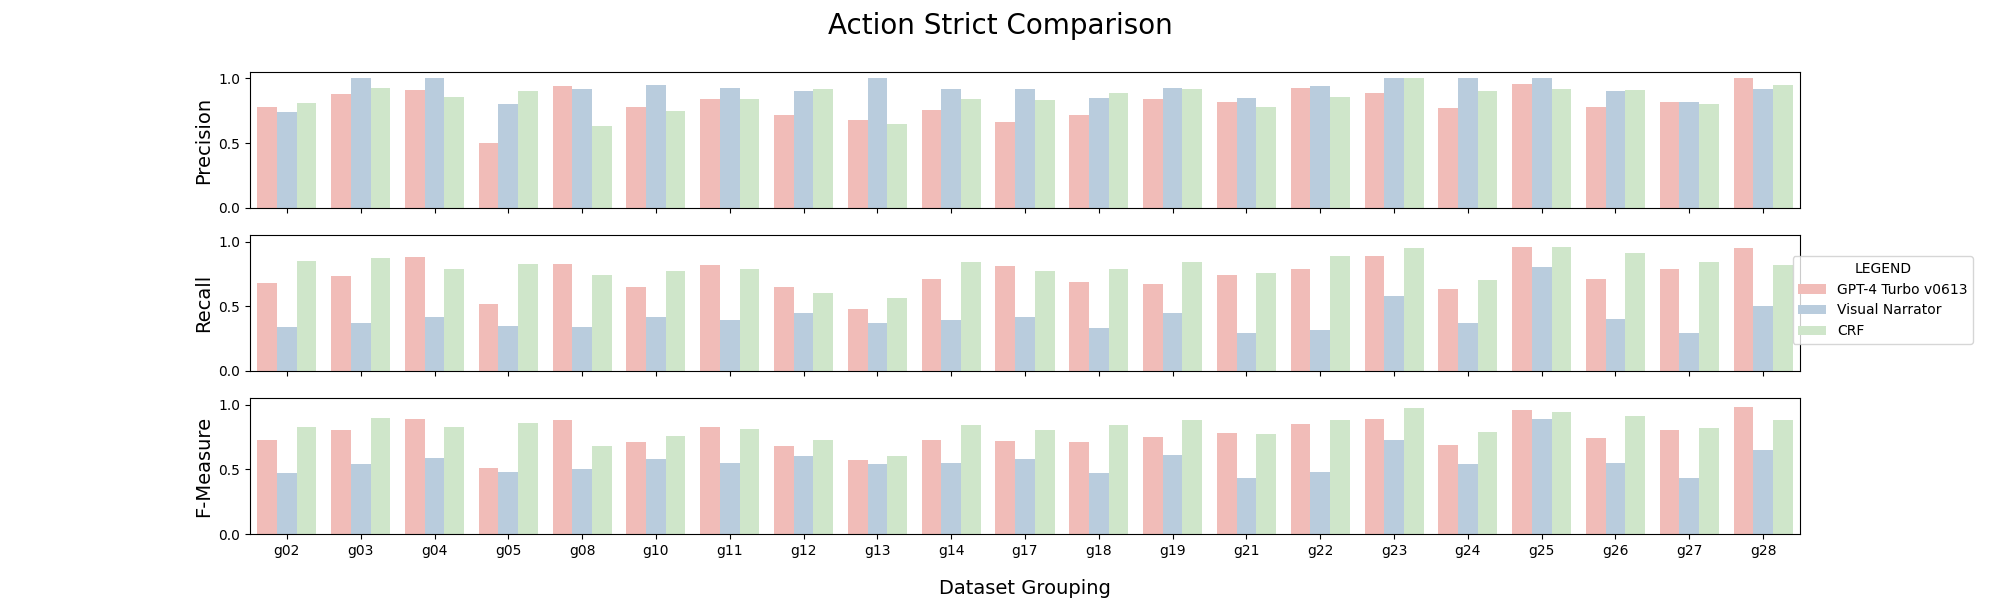 Action Strict Comparison
Precision
1.0
0.5
0.0
Recall
1.0
0.5
0.0
LEGEND
GPT-4 Turbo v0613
Visual Narrator
CRF
F-Measure
1.0
0.5
0.0
g02 g03 g04 g05 g08 g10 g11 g12 g13 g14 g17 g18 g19 g21 g22 g23 g24 g25 g26 g27 g28
Dataset Grouping